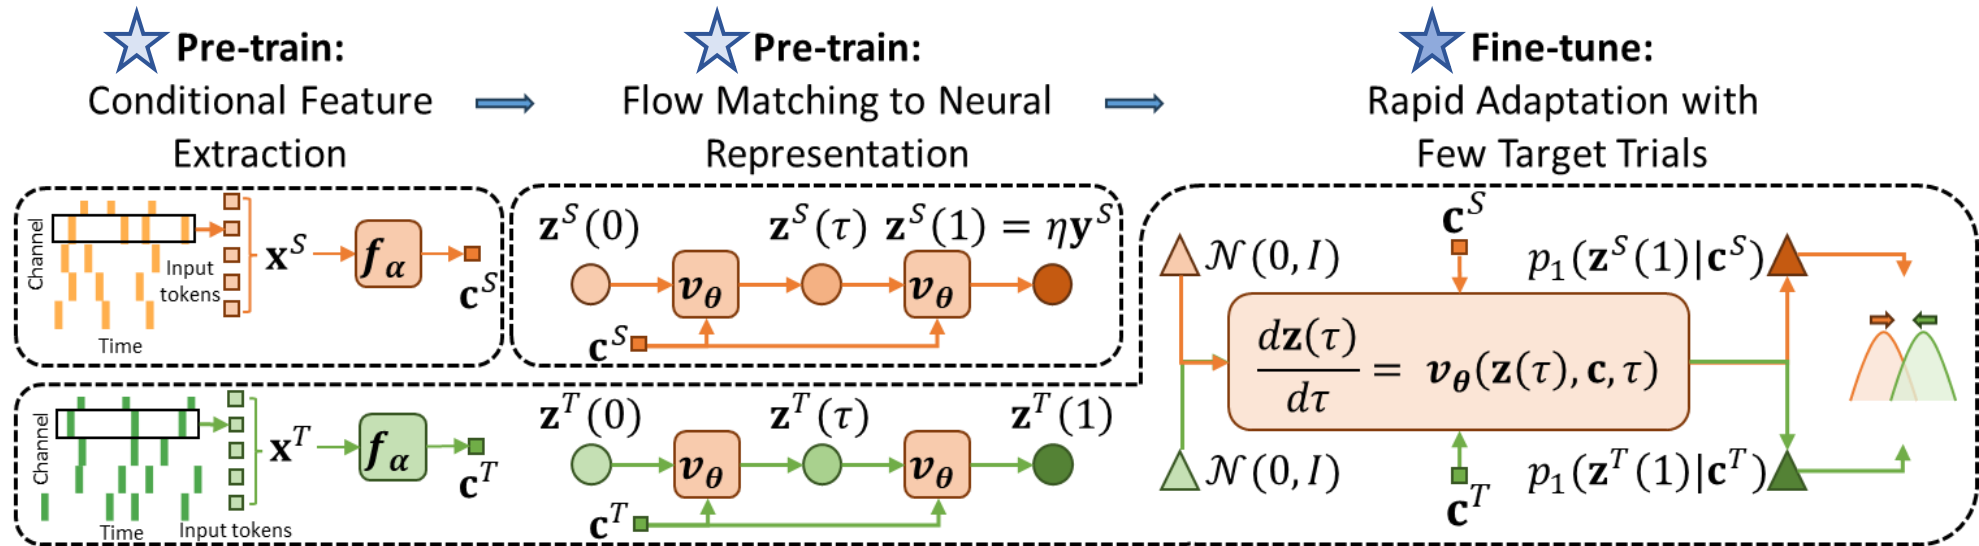 Pre-train:
Conditional Feature
Extraction
Pre-train:
Flow Matching to Neural
Representation
Fine-tune:
Rapid Adaptation with
Few Target Trials
Channel
Time
Input
tokens
𝐱^S
𝒇_α
𝐜^S
𝐳^S(0)
𝐳^S(τ)
𝐳^S(1) = η𝐲^S
𝒗_θ
𝒗_θ
𝐜^S
Channel
Time
Input tokens
𝐱^T
𝒇_α
𝐜^T
𝐳^T(0)
𝐳^T(τ)
𝐳^T(1)
𝒗_θ
𝒗_θ
𝐜^T
𝐜^S
𝒩(0, I)
p_1(𝐳^S(1)|𝐜^S)
d𝐳(τ)/dτ = 𝒗_θ(𝐳(τ), 𝐜, τ)
𝒩(0, I)
p_1(𝐳^T(1)|𝐜^T)
𝐜^T